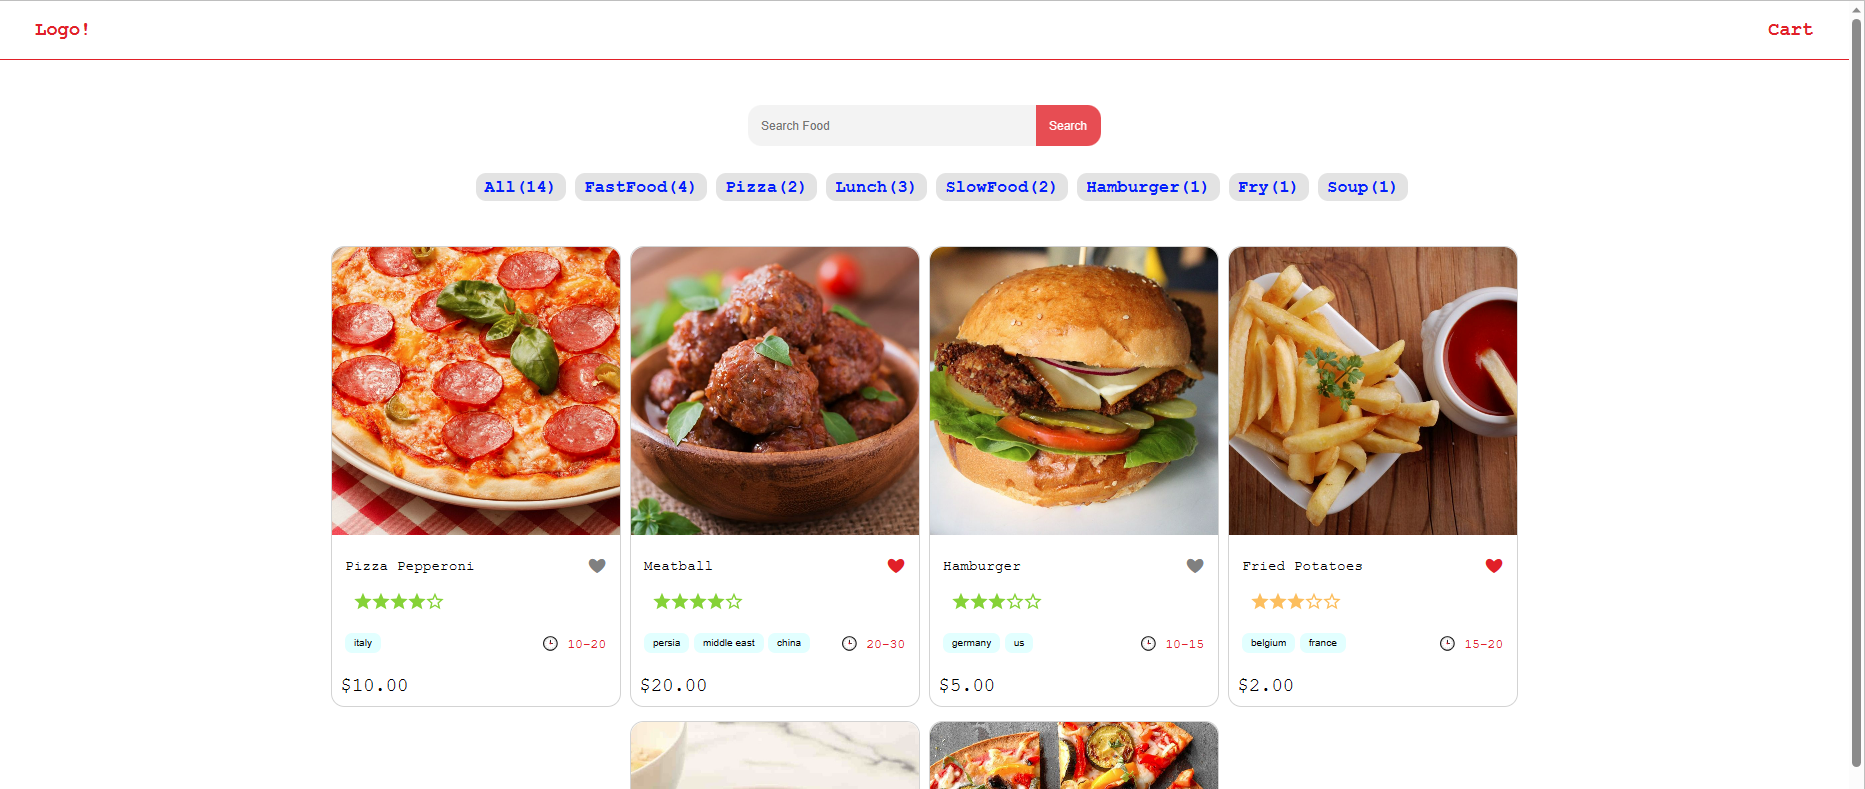 Logo!
Cart
Search Food
Search
All(14)
FastFood(4)
Pizza(2)
Lunch(3)
SlowFood(2)
Hamburger(1)
Fry(1)
Soup(1)
Pizza Pepperoni
italy
10-20
$10.00
Meatball
persia
middle east
china
20-30
$20.00
Hamburger
germany
us
10-15
$5.00
Fried Potatoes
belgium
france
15-20
$2.00